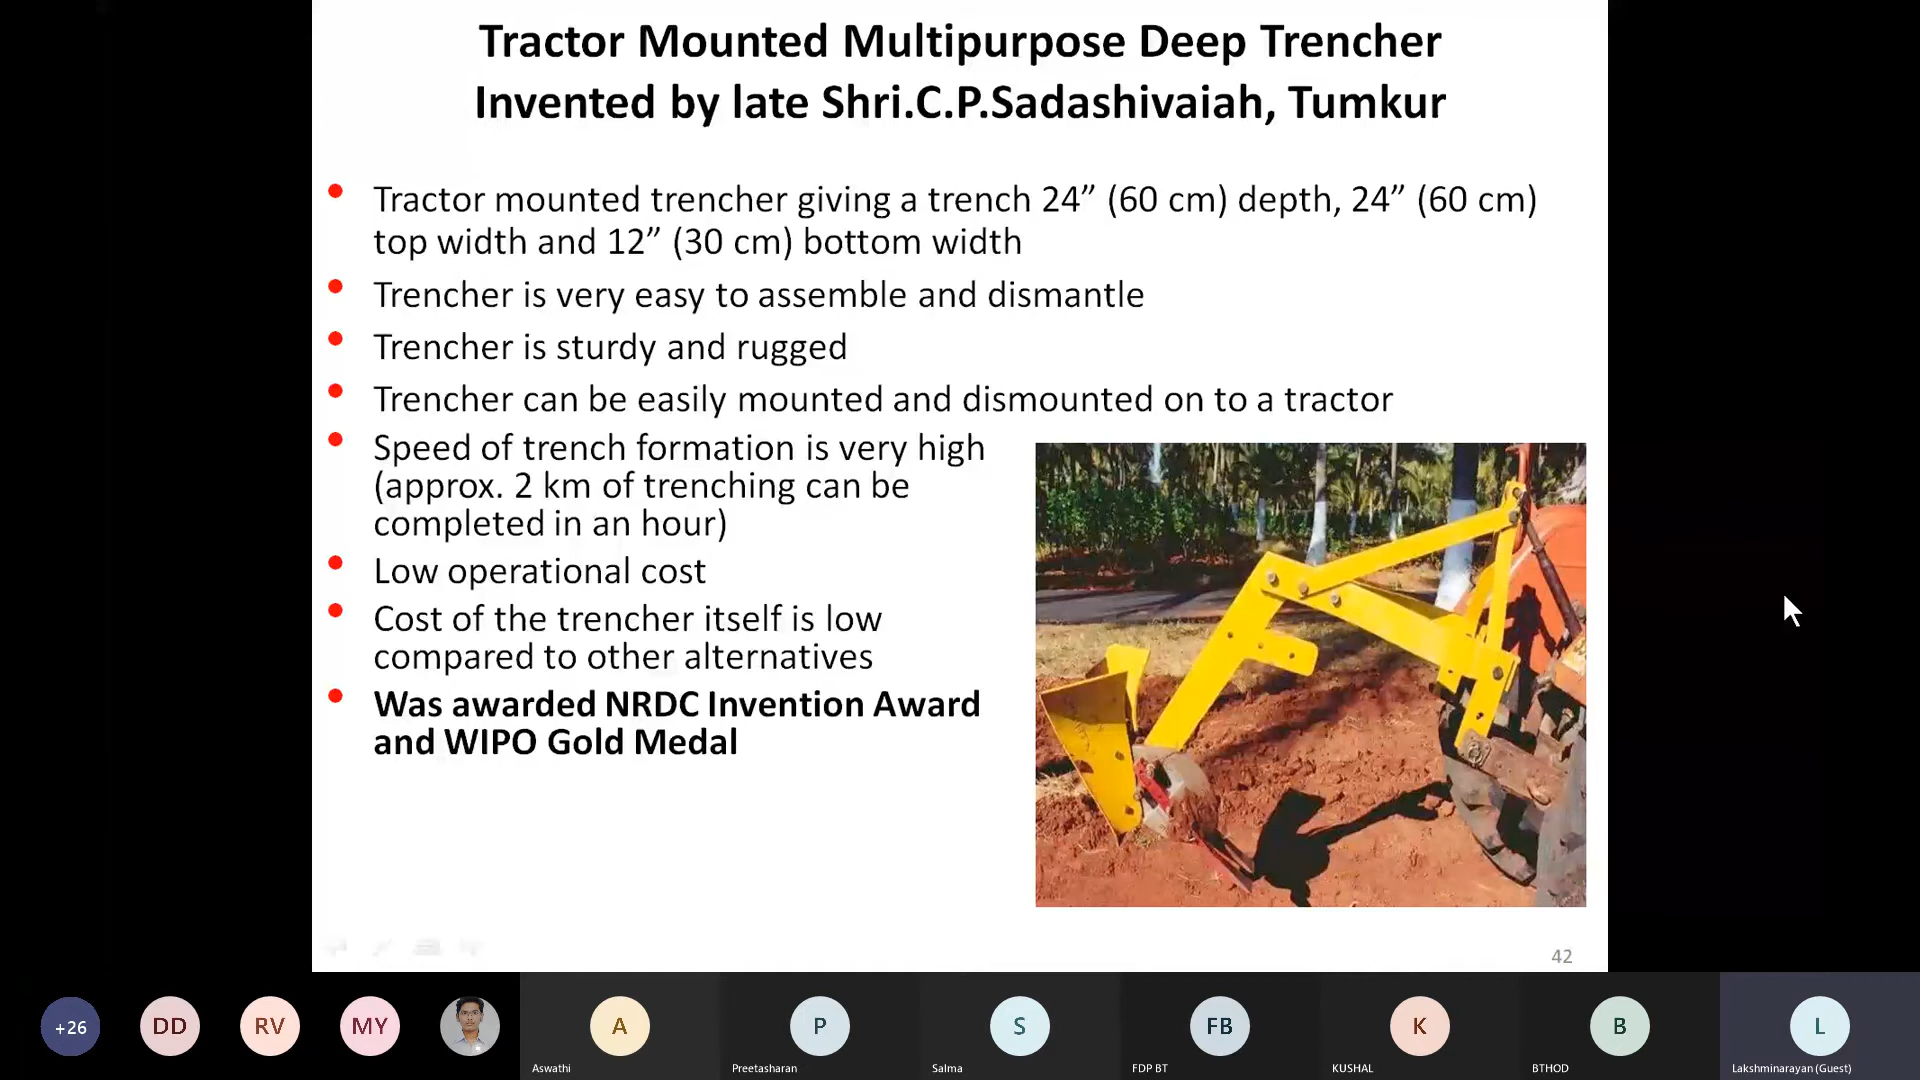 Tractor Mounted Multipurpose Deep Trencher
Invented by late Shri.C.P.Sadashivaiah, Tumkur
• Tractor mounted trencher giving a trench 24” (60 cm) depth, 24” (60 cm)
top width and 12” (30 cm) bottom width
• Trencher is very easy to assemble and dismantle
• Trencher is sturdy and rugged
• Trencher can be easily mounted and dismounted on to a tractor
• Speed of trench formation is very high
(approx. 2 km of trenching can be
completed in an hour)
• Low operational cost
• Cost of the trencher itself is low
compared to other alternatives
• Was awarded NRDC Invention Award
and WIPO Gold Medal
42
+26
DD
RV
MY
A
P
S
FB
K
B
L
Aswathi
Preetasharan
Salma
FDP BT
KUSHAL
BTHOD
Lakshminarayan (Guest)